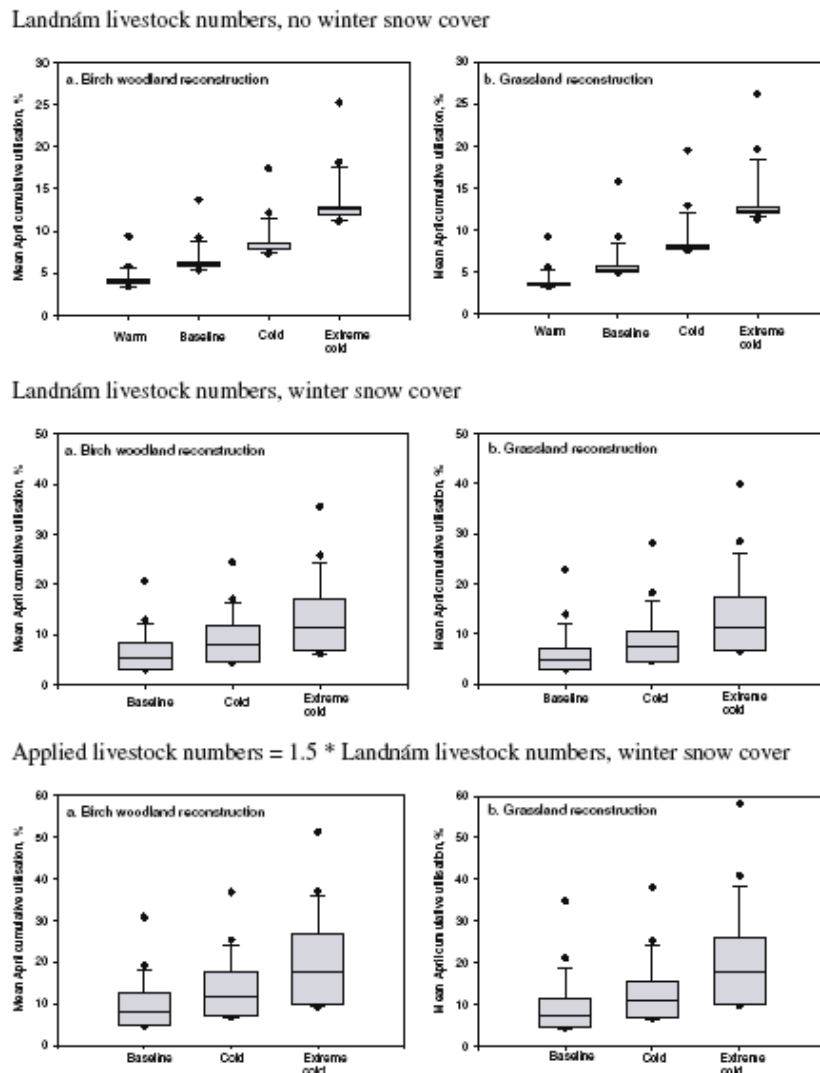 Landnám livestock numbers, no winter snow cover
a. Birch woodland reconstruction
Mean April cumulative utilisation, %
30
25
20
15
10
5
0
Warm
Baseline
Cold
Extreme
cold
b. Grassland reconstruction
Mean April cumulative utilisation, %
30
25
20
15
10
5
0
Warm
Baseline
Cold
Extreme
cold
Landnám livestock numbers, winter snow cover
a. Birch woodland reconstruction
Mean April cumulative utilisation, %
50
40
30
20
10
0
Baseline
Cold
Extreme
cold
b. Grassland reconstruction
Mean April cumulative utilisation, %
50
40
30
20
10
0
Baseline
Cold
Extreme
cold
Applied livestock numbers = 1.5 * Landnám livestock numbers, winter snow cover
a. Birch woodland reconstruction
Mean April cumulative utilisation, %
60
50
40
30
20
10
0
Baseline
Cold
Extreme
cold
b. Grassland reconstruction
Mean April cumulative utilisation, %
60
50
40
30
20
10
0
Baseline
Cold
Extreme
cold